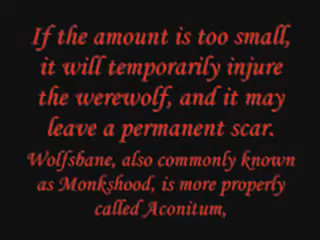 If the amount is too small,
it will temporarily injure
the werewolf, and it may
leave a permanent scar.
Wolfsbane, also commonly known
as Monkshood, is more properly
called Aconitum,